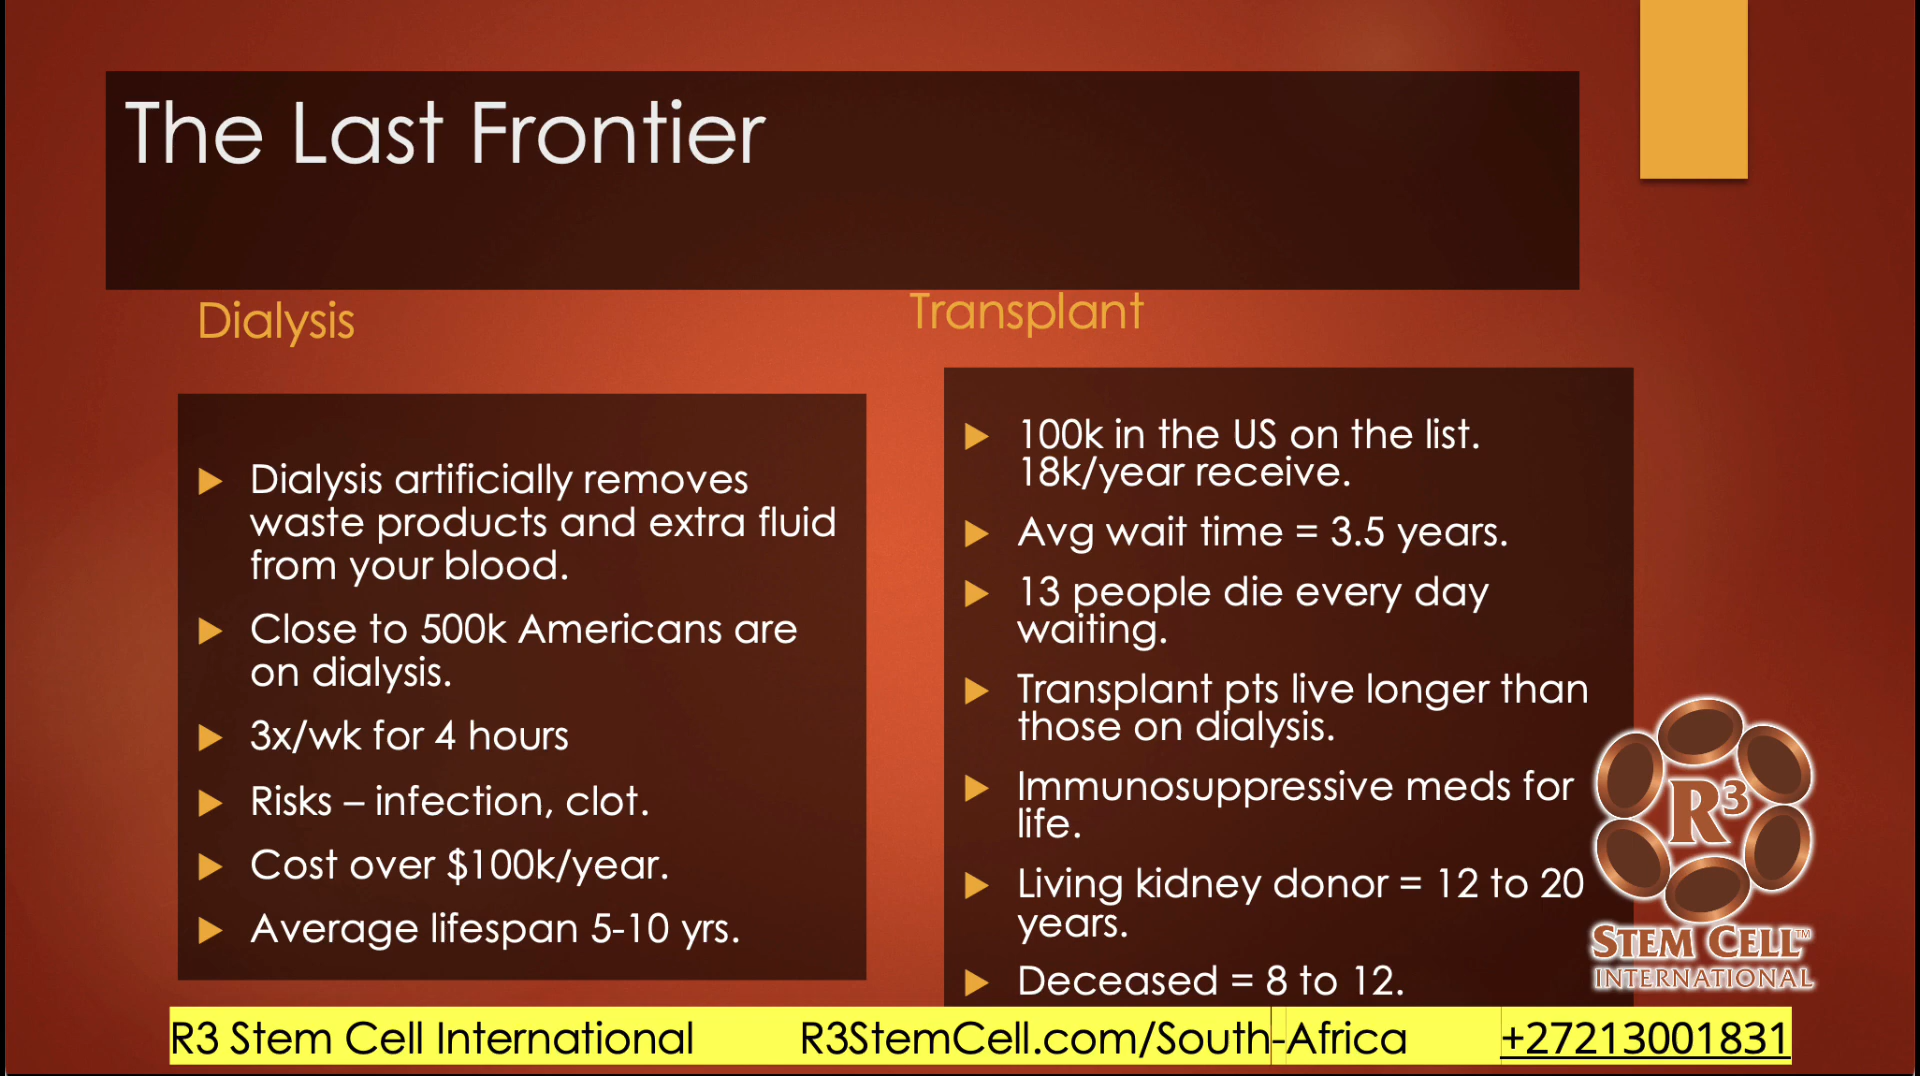 The Last Frontier
Dialysis
Dialysis artificially removes
waste products and extra fluid
from your blood.
Close to 500k Americans are
on dialysis.
3x/wk for 4 hours
Risks – infection, clot.
Cost over $100k/year.
Average lifespan 5-10 yrs.
Transplant
100k in the US on the list.
18k/year receive.
Avg wait time = 3.5 years.
13 people die every day
waiting.
Transplant pts live longer than
those on dialysis.
Immunosuppressive meds for
life.
Living kidney donor = 12 to 20
years.
Deceased = 8 to 12.
R3
STEM CELL™
INTERNATIONAL
R3 Stem Cell International R3StemCell.com/South-Africa +27213001831